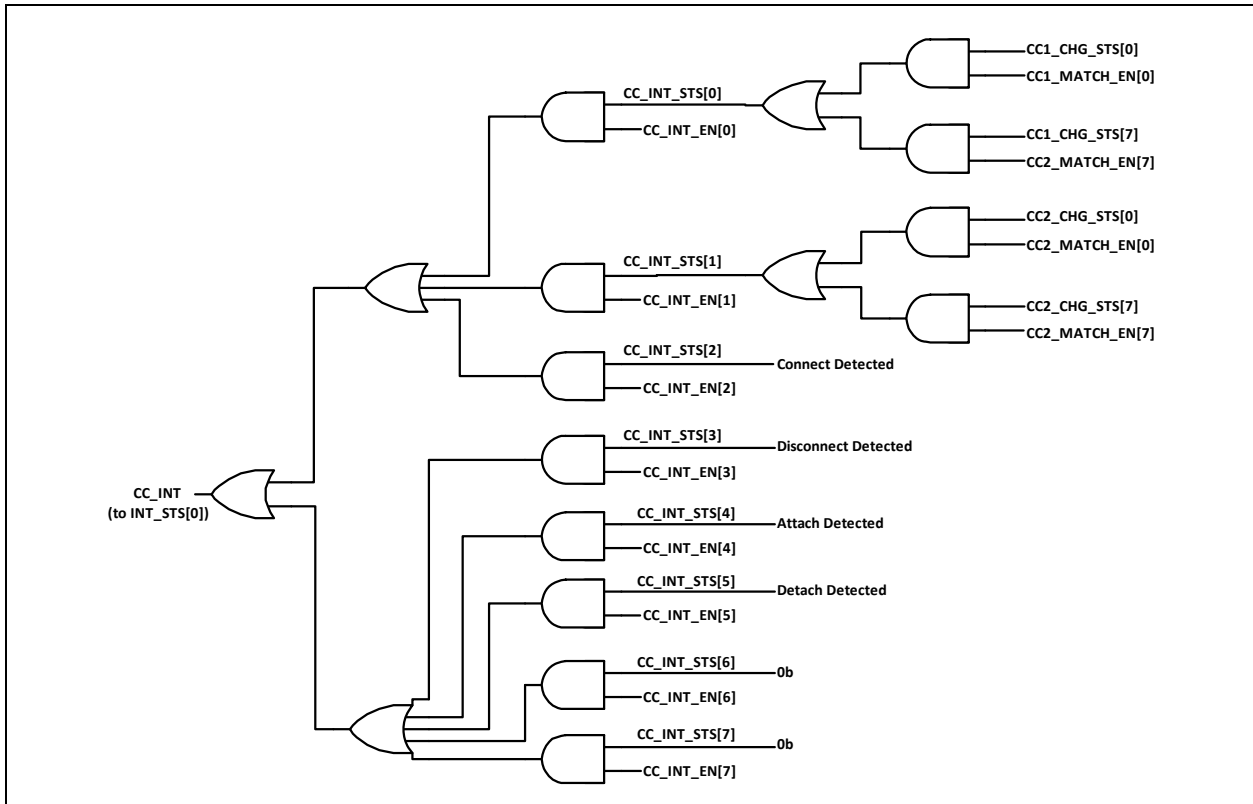 CC1_CHG_STS[0]
CC1_MATCH_EN[0]
CC_INT_STS[0]
CC_INT_EN[0]
CC1_CHG_STS[7]
CC2_MATCH_EN[7]
CC2_CHG_STS[0]
CC2_MATCH_EN[0]
CC_INT_STS[1]
CC_INT_EN[1]
CC2_CHG_STS[7]
CC2_MATCH_EN[7]
CC_INT_STS[2]
Connect Detected
CC_INT_EN[2]
CC_INT_STS[3]
Disconnect Detected
CC_INT_EN[3]
CC_INT
(to INT_STS[0])
CC_INT_STS[4]
Attach Detected
CC_INT_EN[4]
CC_INT_STS[5]
Detach Detected
CC_INT_EN[5]
CC_INT_STS[6]
0b
CC_INT_EN[6]
CC_INT_STS[7]
0b
CC_INT_EN[7]